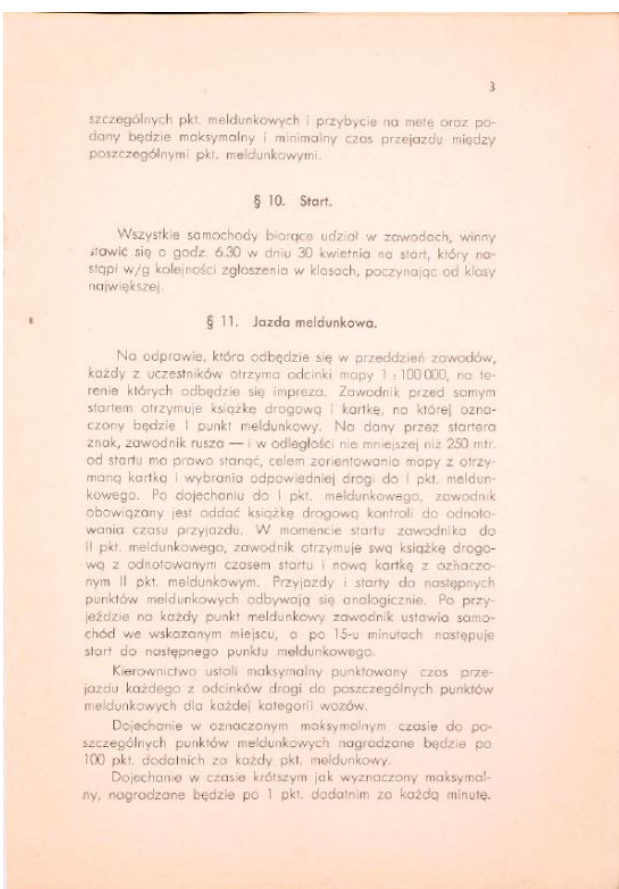 3
szczególnych pkt. meldunkowych i przybycie na metę oraz po-
dany będzie maksymalny i minimalny czas przejazdu między
poszczególnymi pkt. meldunkowymi.
§ 10. Start.
Wszystkie samochody biorące udział w zawodach, winny
stawić się o godz. 6.30 w dniu 30 kwietnia na start, który na-
stąpi w/g kolejności zgłoszenia w klasach, poczynając od klasy
największej.
§ 11. Jazda meldunkowa.
Na odprawie, która odbędzie się w przeddzień zawodów,
każdy z uczestników otrzyma odcinki mapy 1 : 100 000, na te-
renie których odbędzie się impreza. Zawodnik przed samym
startem otrzymuje książkę drogową i kartkę, na której ozna-
czony będzie I punkt meldunkowy. Na dany przez startera
znak, zawodnik rusza — i w odległości nie mniejszej niż 250 mtr.
od startu ma prawo stanąć, celem zorientowania mapy z otrzy-
maną kartką i wybrania odpowiedniej drogi do I pkt. meldun-
kowego. Po dojechaniu do I pkt. meldunkowego, zawodnik
obowiązany jest oddać książkę drogową kontroli do odnoto-
wania czasu przyjazdu. W momencie startu zawodnika do
II pkt. meldunkowego, zawodnik otrzymuje swą książkę drogo-
wą z odnotowanym czasem startu i nową kartkę z oznaczo-
nym II pkt. meldunkowym. Przyjazdy i starty do następnych
punktów meldunkowych odbywają się analogicznie. Po przy-
jeździe na każdy punkt meldunkowy zawodnik ustawia samo-
chód we wskazanym miejscu, a po 15-u minutach następuje
start do następnego punktu meldunkowego.
Kierownictwo ustali maksymalny punktowany czas prze-
jazdu każdego z odcinków drogi do poszczególnych punktów
meldunkowych dla każdej kategorii wozów.
Dojechanie w oznaczonym maksymalnym czasie do po-
szczególnych punktów meldunkowych nagradzane będzie po
100 pkt. dodatnich za każdy pkt. meldunkowy.
Dojechanie w czasie krótszym jak wyznaczony maksymal-
ny, nagradzane będzie po 1 pkt. dodatnim za każdą minutę.